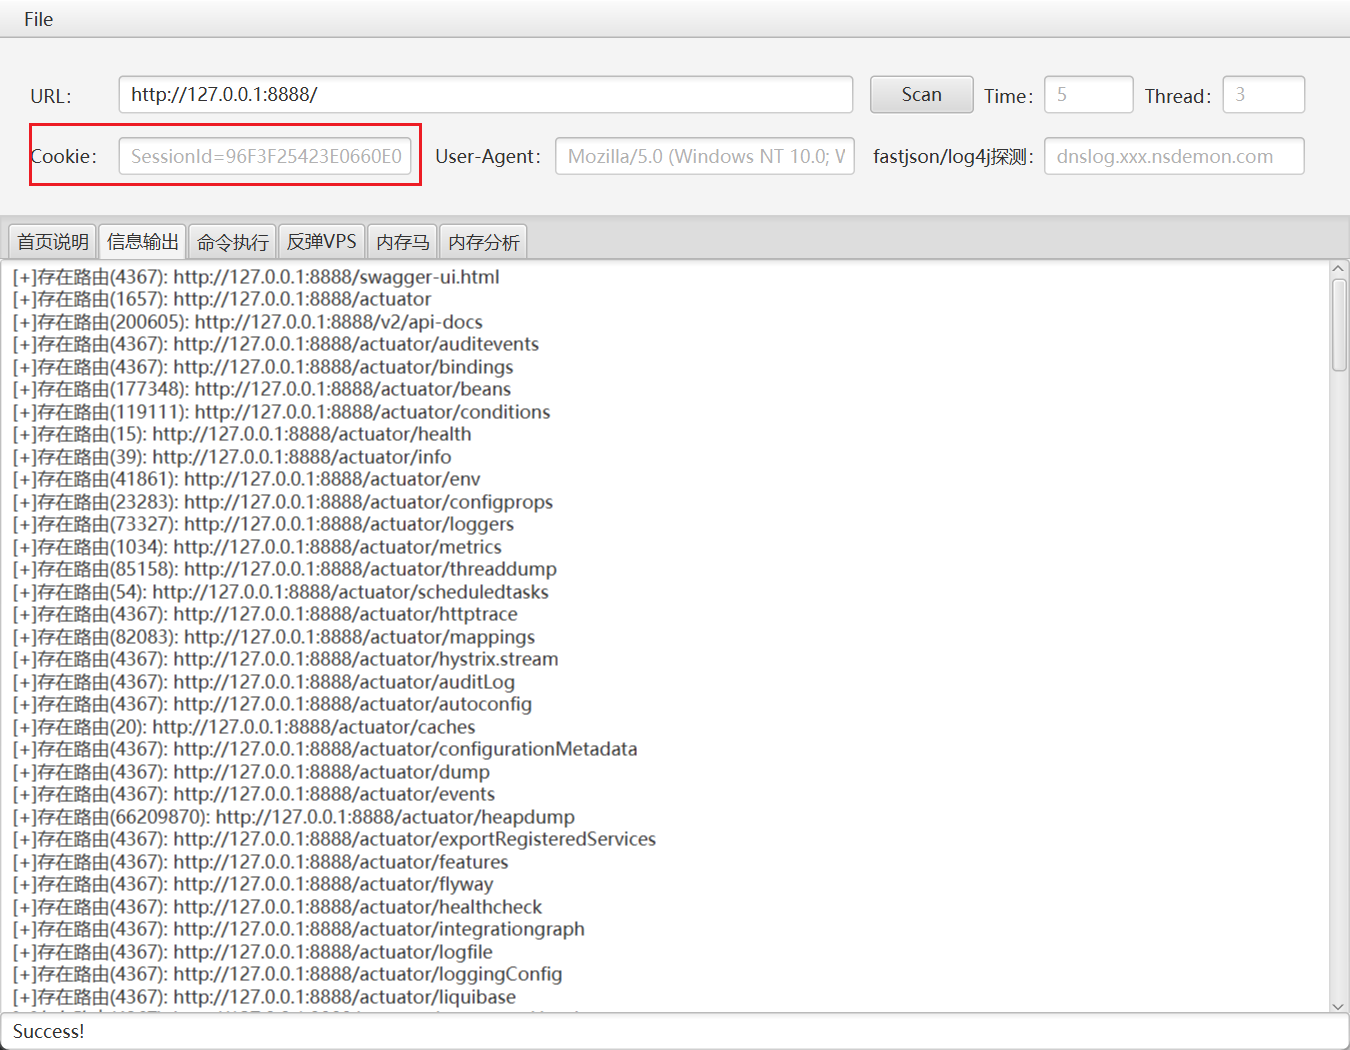 File
URL： http://127.0.0.1:8888/ Scan Time： 5 Thread： 3
Cookie： SessionId=96F3F25423E0660E0 User-Agent： Mozilla/5.0 (Windows NT 10.0; V fastjson/log4j探测： dnslog.xxx.nsdemon.com
首页说明 信息输出 命令执行 反弹VPS 内存马 内存分析
[+]存在路由(4367): http://127.0.0.1:8888/swagger-ui.html
[+]存在路由(1657): http://127.0.0.1:8888/actuator
[+]存在路由(200605): http://127.0.0.1:8888/v2/api-docs
[+]存在路由(4367): http://127.0.0.1:8888/actuator/auditevents
[+]存在路由(4367): http://127.0.0.1:8888/actuator/bindings
[+]存在路由(177348): http://127.0.0.1:8888/actuator/beans
[+]存在路由(119111): http://127.0.0.1:8888/actuator/conditions
[+]存在路由(15): http://127.0.0.1:8888/actuator/health
[+]存在路由(39): http://127.0.0.1:8888/actuator/info
[+]存在路由(41861): http://127.0.0.1:8888/actuator/env
[+]存在路由(23283): http://127.0.0.1:8888/actuator/configprops
[+]存在路由(73327): http://127.0.0.1:8888/actuator/loggers
[+]存在路由(1034): http://127.0.0.1:8888/actuator/metrics
[+]存在路由(85158): http://127.0.0.1:8888/actuator/threaddump
[+]存在路由(54): http://127.0.0.1:8888/actuator/scheduledtasks
[+]存在路由(4367): http://127.0.0.1:8888/actuator/httptrace
[+]存在路由(82083): http://127.0.0.1:8888/actuator/mappings
[+]存在路由(4367): http://127.0.0.1:8888/actuator/hystrix.stream
[+]存在路由(4367): http://127.0.0.1:8888/actuator/auditLog
[+]存在路由(4367): http://127.0.0.1:8888/actuator/autoconfig
[+]存在路由(20): http://127.0.0.1:8888/actuator/caches
[+]存在路由(4367): http://127.0.0.1:8888/actuator/configurationMetadata
[+]存在路由(4367): http://127.0.0.1:8888/actuator/dump
[+]存在路由(4367): http://127.0.0.1:8888/actuator/events
[+]存在路由(66209870): http://127.0.0.1:8888/actuator/heapdump
[+]存在路由(4367): http://127.0.0.1:8888/actuator/exportRegisteredServices
[+]存在路由(4367): http://127.0.0.1:8888/actuator/features
[+]存在路由(4367): http://127.0.0.1:8888/actuator/flyway
[+]存在路由(4367): http://127.0.0.1:8888/actuator/healthcheck
[+]存在路由(4367): http://127.0.0.1:8888/actuator/integrationgraph
[+]存在路由(4367): http://127.0.0.1:8888/actuator/logfile
[+]存在路由(4367): http://127.0.0.1:8888/actuator/loggingConfig
[+]存在路由(4367): http://127.0.0.1:8888/actuator/liquibase
Success!